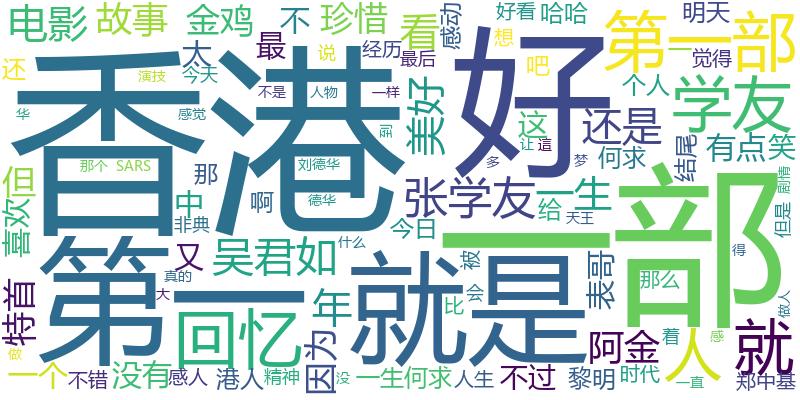 电影 故事 金鸡 不 珍惜 看 感动 好看 哈哈 明天
还 太 最 说 经历 最后 想 吧 第一部 一 觉得
香港 好
演技 今天 不是 人物 一样 美好 个人 学友
华 感觉 剧 这 还是 有点 笑
那个 SARS 那 刘德华 让 這 何求 结尾
但 喜欢 中 啊 德华 张学友 多 梦 一生 一部 剧情
非典 今日 给 天王 但是
特首 第一 又 吴君如 什么 就是 被 表哥 那么 得
真的 大 年 比 会 做人
回忆 因为 阿金 着 人 感 就
做 一个 不错 没有 感人 港人 精神 没 一生何求 人生 不过 黎明 时代 一直 郑中基